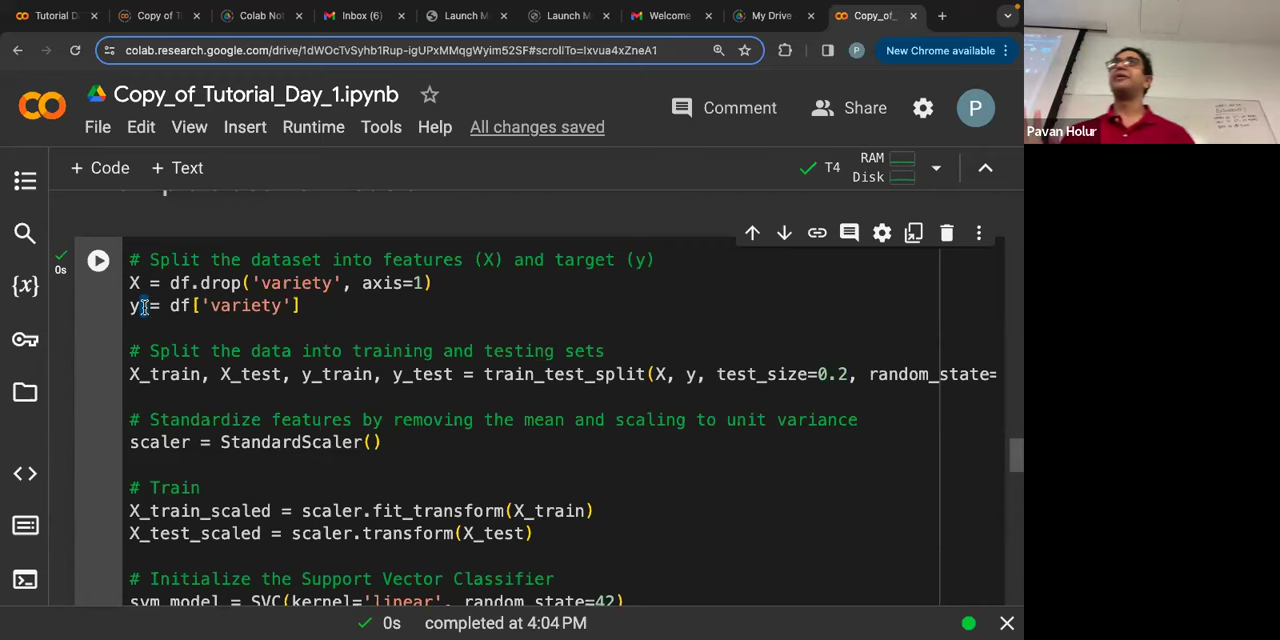 Tutorial D
Copy of T
Colab Not
Inbox (6)
Launch M
Launch M
Welcome
My Drive
Copy_of_
colab.research.google.com/drive/1dWOcTvSyhb1Rup-igUPxMMqgWyim52SF#scrollTo=Ixvua4xZneA1
P
New Chrome available
Copy_of_Tutorial_Day_1.ipynb
Comment
Share
P
File Edit View Insert Runtime Tools Help All changes saved
+ Code + Text
T4
RAM
Disk
0s
# Split the dataset into features (X) and target (y)
X = df.drop('variety', axis=1)
y = df['variety']
# Split the data into training and testing sets
X_train, X_test, y_train, y_test = train_test_split(X, y, test_size=0.2, random_state=
# Standardize features by removing the mean and scaling to unit variance
scaler = StandardScaler()
# Train
X_train_scaled = scaler.fit_transform(X_train)
X_test_scaled = scaler.transform(X_test)
# Initialize the Support Vector Classifier
svm_model = SVC(kernel='linear', random_state=42)
0s completed at 4:04 PM
Pavan Holur